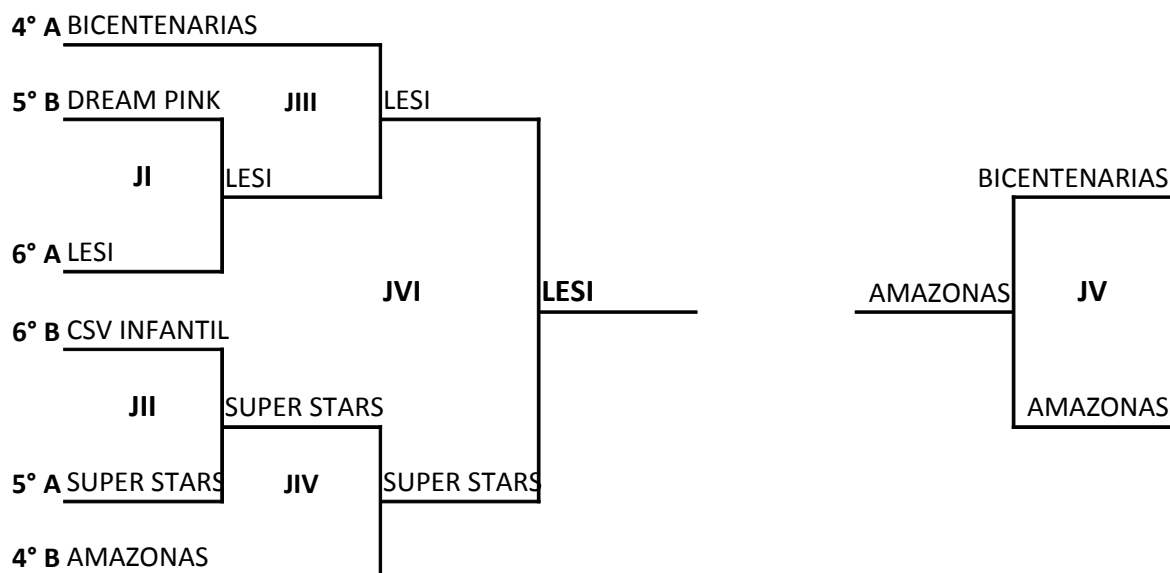 4° A BICENTENARIAS
5° B DREAM PINK
JIII
LESI
JI
LESI
BICENTENARIAS
6° A LESI
JVI
LESI
AMAZONAS
JV
6° B CSV INFANTIL
JII
SUPER STARS
AMAZONAS
5° A SUPER STARS
JIV
SUPER STARS
4° B AMAZONAS